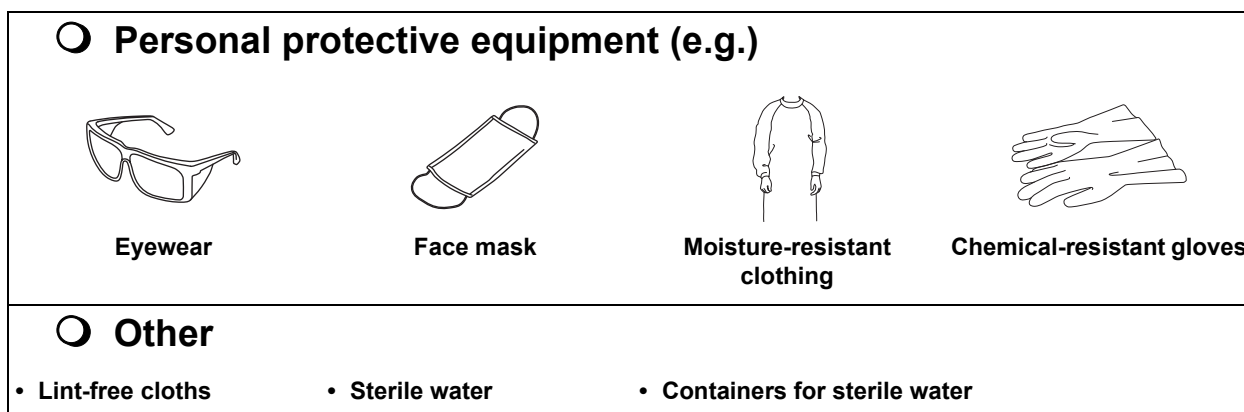 Personal protective equipment (e.g.)
Eyewear
Face mask
Moisture-resistant
clothing
Chemical-resistant gloves
Other
• Lint-free cloths
• Sterile water
• Containers for sterile water